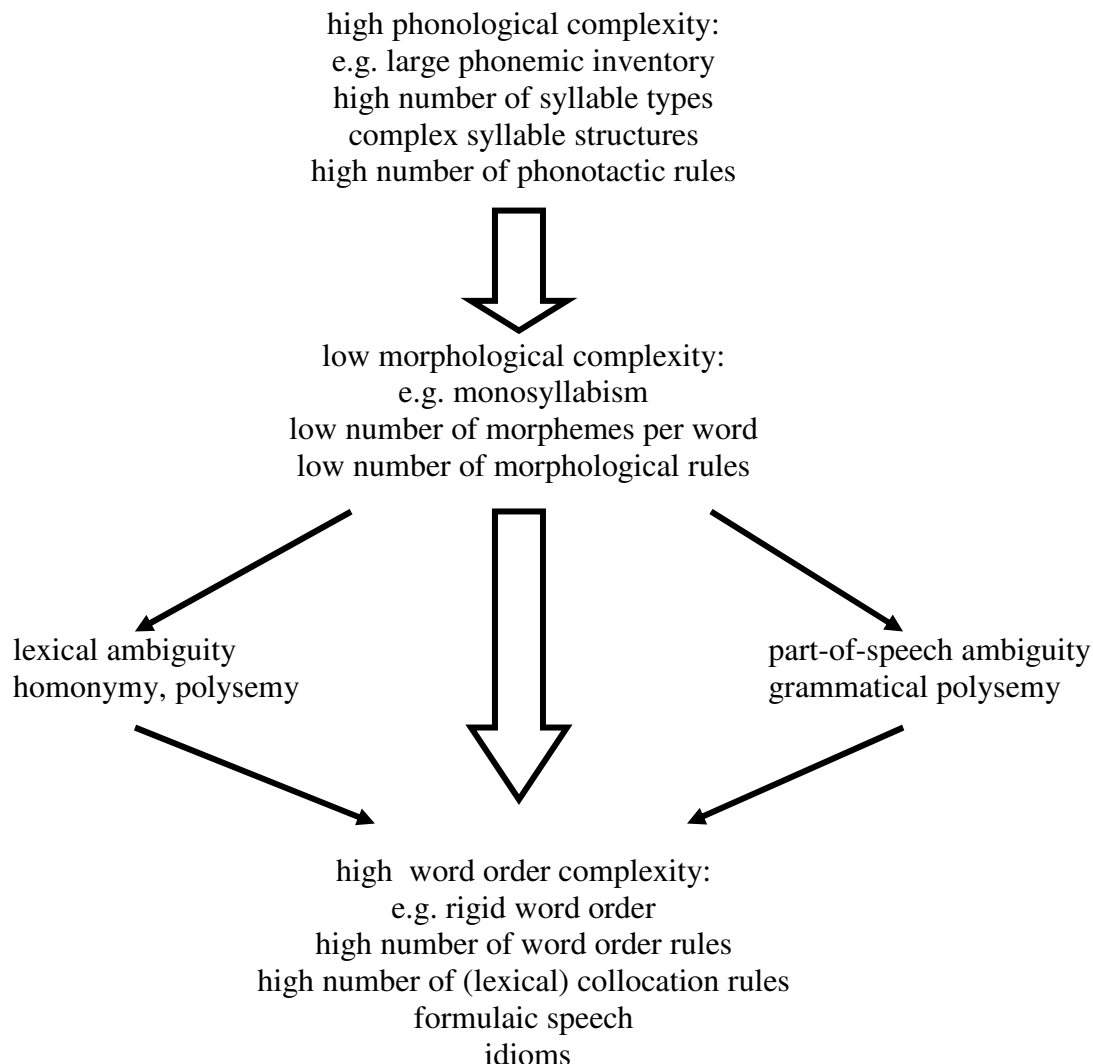 high phonological complexity:
e.g. large phonemic inventory
high number of syllable types
complex syllable structures
high number of phonotactic rules
low morphological complexity:
e.g. monosyllabism
low number of morphemes per word
low number of morphological rules
lexical ambiguity
homonymy, polysemy
part-of-speech ambiguity
grammatical polysemy
high word order complexity:
e.g. rigid word order
high number of word order rules
high number of (lexical) collocation rules
formulaic speech
idioms